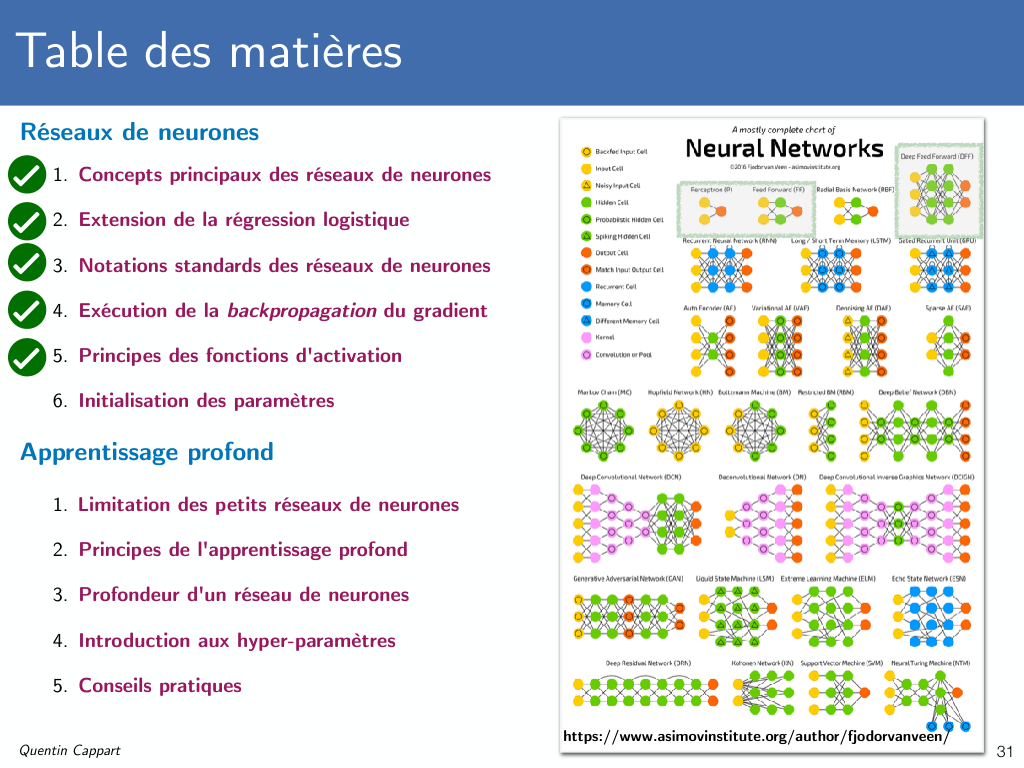 Table des matières
Réseaux de neurones
1. Concepts principaux des réseaux de neurones
2. Extension de la régression logistique
3. Notations standards des réseaux de neurones
4. Exécution de la backpropagation du gradient
5. Principes des fonctions d'activation
6. Initialisation des paramètres
Apprentissage profond
1. Limitation des petits réseaux de neurones
2. Principes de l'apprentissage profond
3. Profondeur d'un réseau de neurones
4. Introduction aux hyper-paramètres
5. Conseils pratiques
A mostly complete chart of
Neural Networks
©2016 Fjodor van Veen - asimovinstitute.org
Backfed Input Cell
Input Cell
Noisy Input Cell
Hidden Cell
Probabilistic Hidden Cell
Spiking Hidden Cell
Output Cell
Match Input Output Cell
Recurrent Cell
Memory Cell
Different Memory Cell
Kernel
Convolution or Pool
Perceptron (P) Feed Forward (FF) Radial Basis Network (RBF)
Deep Feed Forward (DFF)
Recurrent Neural Network (RNN) Long / Short Term Memory (LSTM) Gated Recurrent Unit (GRU)
Auto Encoder (AE) Variational AE (VAE) Denoising AE (DAE) Sparse AE (SAE)
Markov Chain (MC) Hopfield Network (HN) Boltzmann Machine (BM) Restricted BM (RBM) Deep Belief Network (DBN)
Deep Convolutional Network (DCN) Deconvolutional Network (DN) Deep Convolutional Inverse Graphics Network (DCIGN)
Generative Adversarial Network (GAN) Liquid State Machine (LSM) Extreme Learning Machine (ELM) Echo State Network (ESN)
Deep Residual Network (DRN) Kohonen Network (KN) Support Vector Machine (SVM) Neural Turing Machine (NTM)
https://www.asimovinstitute.org/author/fjodorvanveen/
Quentin Cappart
31